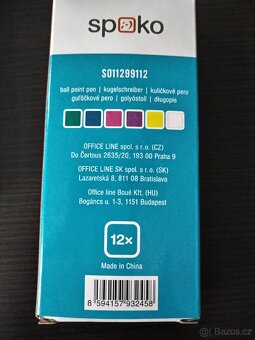 spoko
S011299112
ball point pen | kugelschreiber | kuličkové pero
guľôčkové pero | golyóstoll | długopis
OFFICE LINE spol. s r. o. (CZ)
Do Čertous 2635/20, 193 00 Praha 9
OFFICE LINE SK spol. s r. o. (SK)
Lazaretská 8, 811 08 Bratislava
Office line Boué Kft. (HU)
Bogáncs u. 1-3, 1151 Budapest
12×
Made in China
8 594157 932458
Bazoš.cz